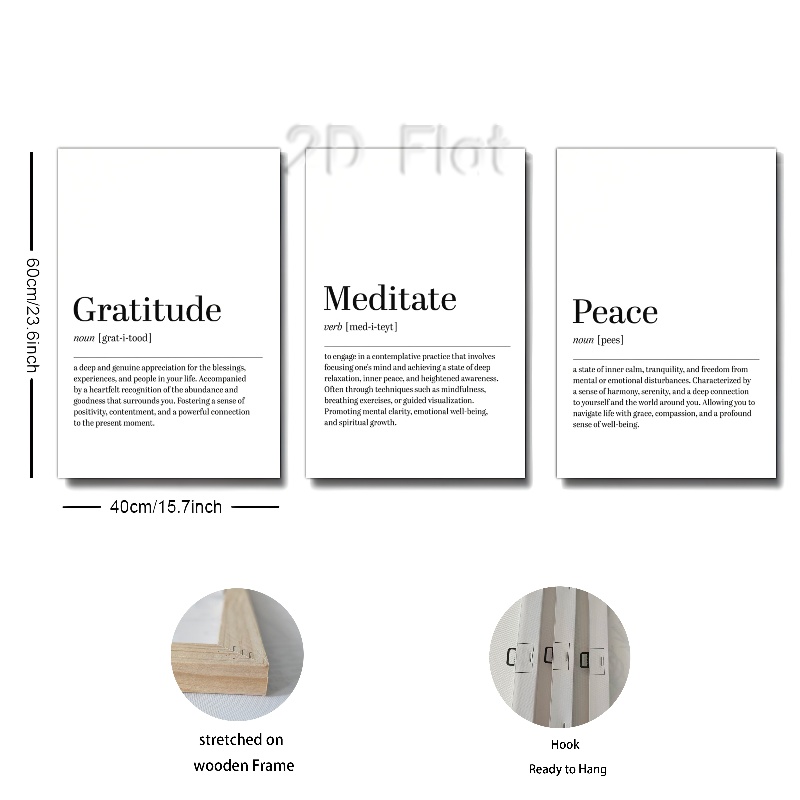 2D Flat
60cm/23.6inch
Gratitude
noun [grat-i-tood]
a deep and genuine appreciation for the blessings,
experiences, and people in your life. Accompanied
by a heartfelt recognition of the abundance and
goodness that surrounds you. Fostering a sense of
positivity, contentment, and a powerful connection
to the present moment.
Meditate
verb [med-i-teyt]
to engage in a contemplative practice that involves
focusing one's mind and achieving a state of deep
relaxation, inner peace, and heightened awareness.
Often through techniques such as mindfulness,
breathing exercises, or guided visualization.
Promoting mental clarity, emotional well-being,
and spiritual growth.
Peace
noun [pees]
a state of inner calm, tranquility, and freedom from
mental or emotional disturbances. Characterized by
a sense of harmony, serenity, and a deep connection
to yourself and the world around you. Allowing you to
navigate life with grace, compassion, and a profound
sense of well-being.
40cm/15.7inch
stretched on
wooden Frame
Hook
Ready to Hang